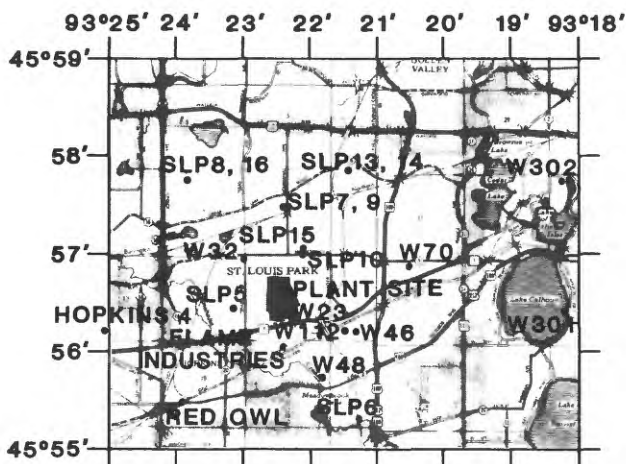 93°25′ 24′ 23′ 22′ 21′ 20′ 19′ 93°18′
45°59′
GOLDEN
VALLEY
58′
SLP8, 16
SLP13, 14
W302
SLP7, 9
SLP15
57′
W32
SLP10
W70
ST. LOUIS PARK
PLANT SITE
SLP5
Lake Calhoun
HOPKINS 4
W23
FLAME
INDUSTRIES
W112
W46
W301
56′
W48
RED OWL
SLP6
45°55′